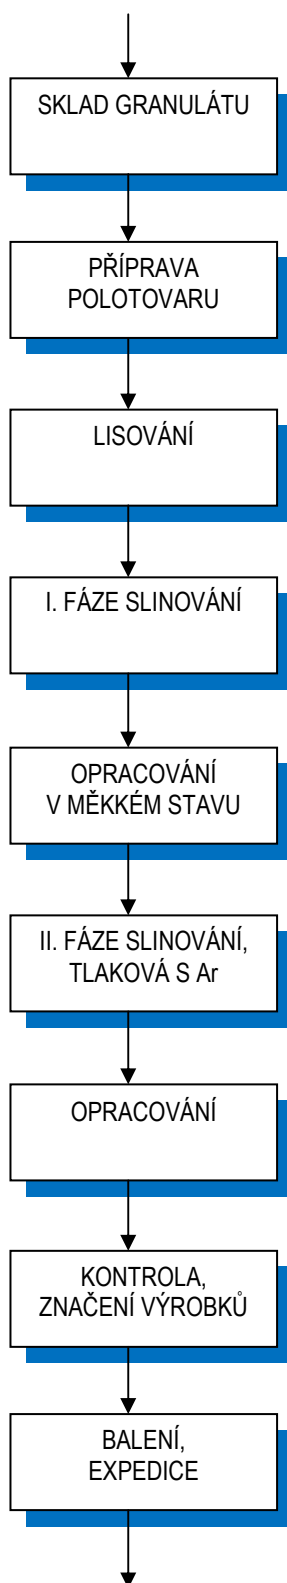 SKLAD GRANULÁTU
PŘÍPRAVA
POLOTOVARU
LISOVÁNÍ
I. FÁZE SLINOVÁNÍ
OPRACOVÁNÍ
V MĚKKÉM STAVU
II. FÁZE SLINOVÁNÍ,
TLAKOVÁ S Ar
OPRACOVÁNÍ
KONTROLA,
ZNAČENÍ VÝROBKŮ
BALENÍ,
EXPEDICE